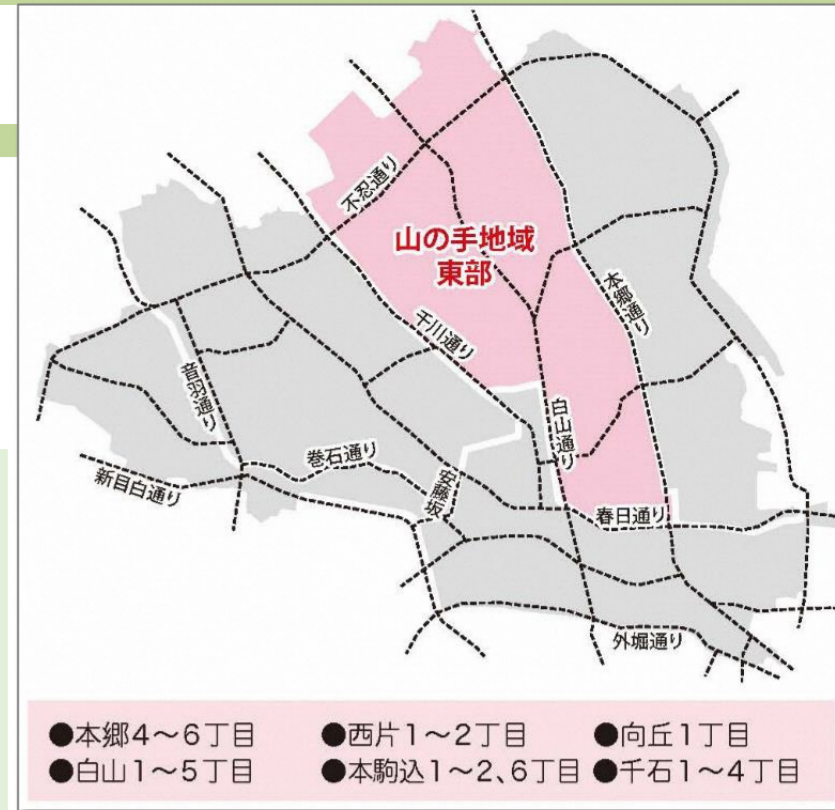 不忍通り
山の手地域
東部
本郷通り
千川通り
音羽通り
白山通り
巻石通り
安藤坂
新目白通り
春日通り
外堀通り
●本郷4～6丁目 ●西片1～2丁目 ●向丘1丁目
●白山1～5丁目 ●本駒込1～2、6丁目 ●千石1～4丁目